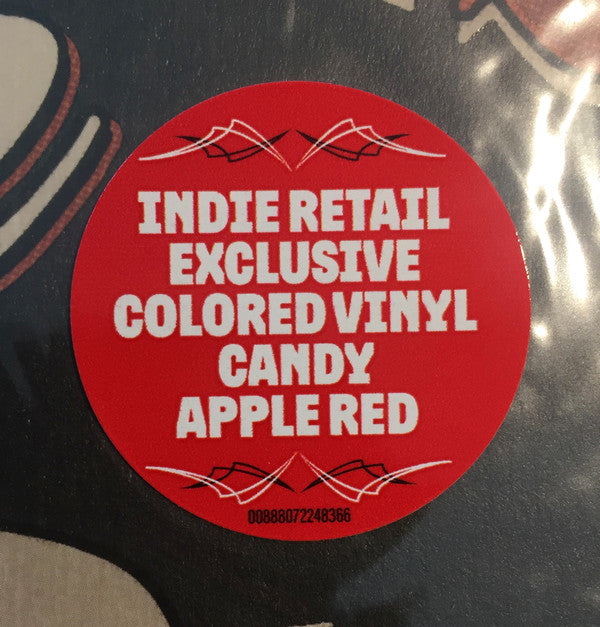 INDIE RETAIL
EXCLUSIVE
COLORED VINYL
CANDY
APPLE RED
00888072248366